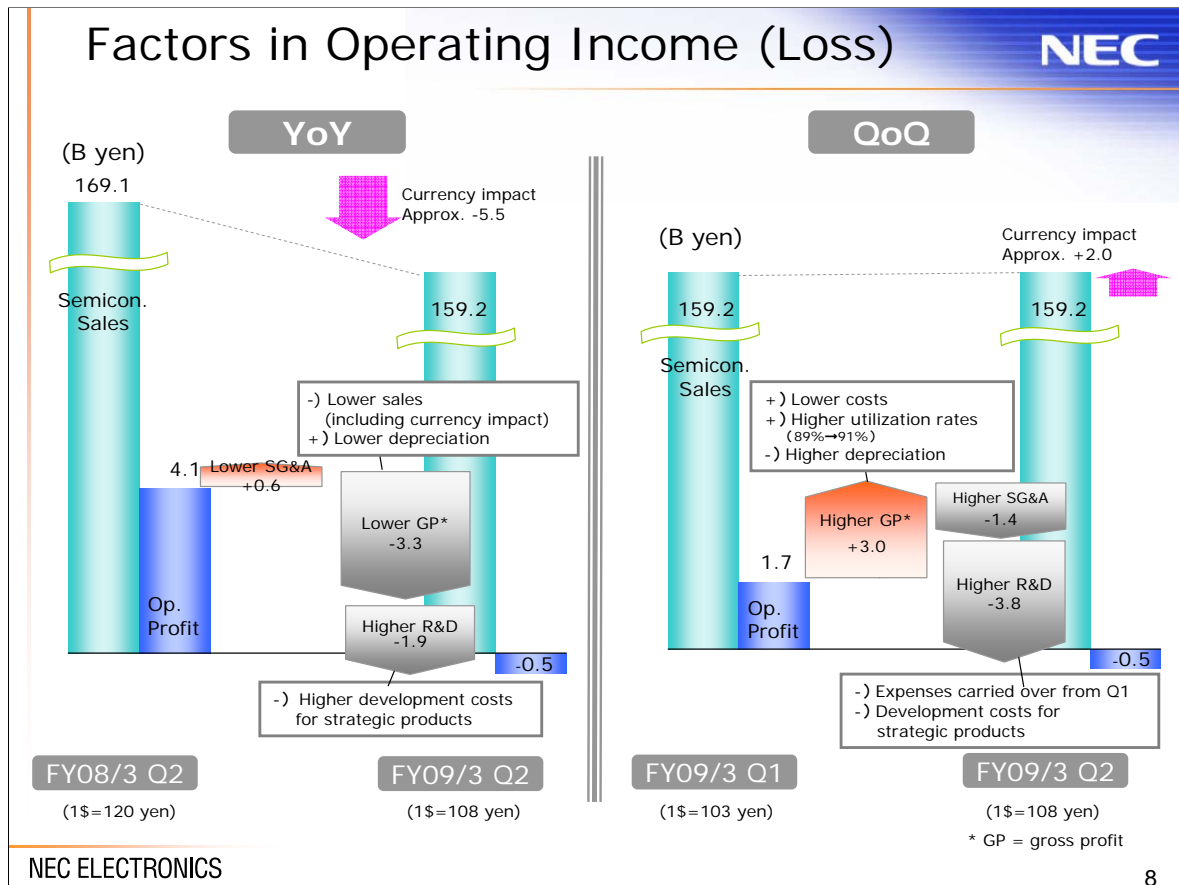 Factors in Operating Income (Loss)
NEC
YoY
(B yen)
169.1
Currency impact
Approx. -5.5
Semicon.
Sales
159.2
-) Lower sales
(including currency impact)
+) Lower depreciation
4.1
Lower SG&A
+0.6
Lower GP*
-3.3
Op.
Profit
Higher R&D
-1.9
-0.5
-) Higher development costs
for strategic products
FY08/3 Q2
FY09/3 Q2
(1$=120 yen)
(1$=108 yen)
QoQ
(B yen)
Currency impact
Approx. +2.0
159.2
159.2
Semicon.
Sales
+) Lower costs
+) Higher utilization rates
(89%→91%)
-) Higher depreciation
Higher GP*
+3.0
Higher SG&A
-1.4
1.7
Higher R&D
-3.8
Op.
Profit
-0.5
-) Expenses carried over from Q1
-) Development costs for
strategic products
FY09/3 Q1
FY09/3 Q2
(1$=103 yen)
(1$=108 yen)
* GP = gross profit
NEC ELECTRONICS
8